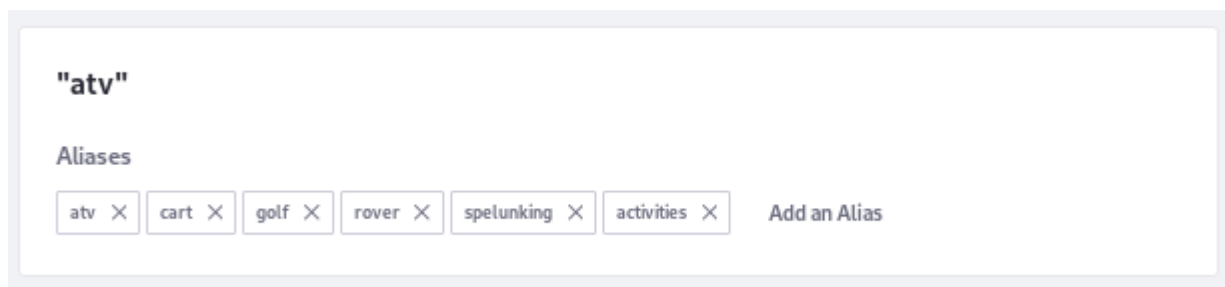 "atv"
Aliases
atv cart golf rover spelunking activities Add an Alias